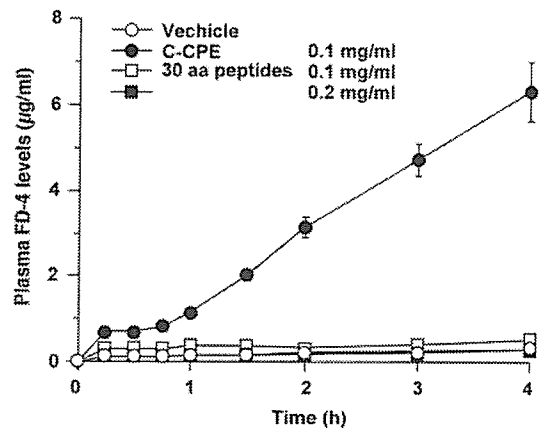 Vechicle
C-CPE 0.1 mg/ml
30 aa peptides 0.1 mg/ml
0.2 mg/ml
Plasma FD-4 levels (µg/ml)
8
6
4
2
0
0 1 2 3 4
Time (h)